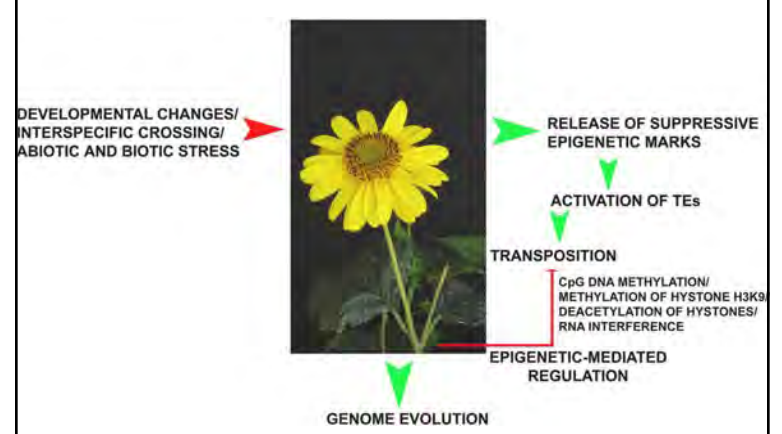 DEVELOPMENTAL CHANGES/
INTERSPECIFIC CROSSING/
ABIOTIC AND BIOTIC STRESS
RELEASE OF SUPPRESSIVE
EPIGENETIC MARKS
ACTIVATION OF TEs
TRANSPOSITION
CpG DNA METHYLATION/
METHYLATION OF HYSTONE H3K9/
DEACETYLATION OF HYSTONES/
RNA INTERFERENCE
EPIGENETIC-MEDIATED
REGULATION
GENOME EVOLUTION